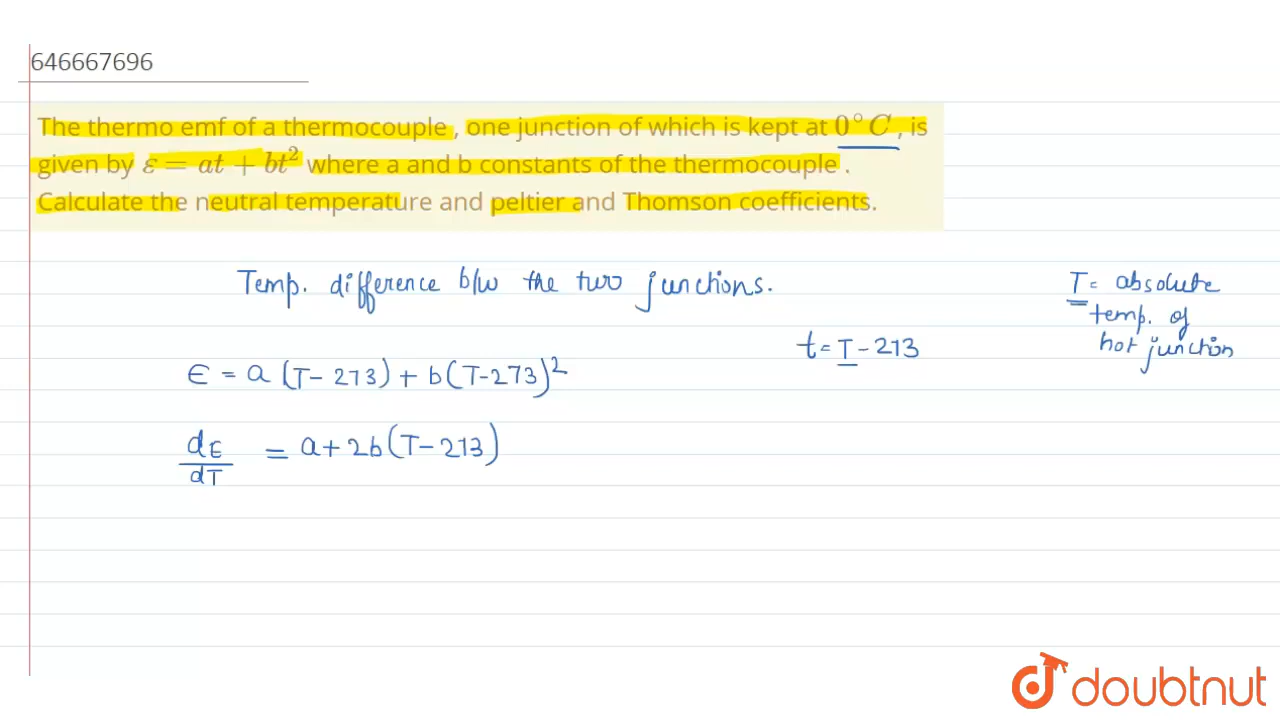 646667696
The thermo emf of a thermocouple , one junction of which is kept at 0°C , is
given by ε = at + bt² where a and b constants of the thermocouple .
Calculate the neutral temperature and peltier and Thomson coefficients.
Temp. difference b/w the two junctions.
T = absolute
temp. of
hot junction
t = T - 273
ε = a (T - 273) + b (T - 273)²
dε/dT = a + 2b (T - 273)
doubtnut